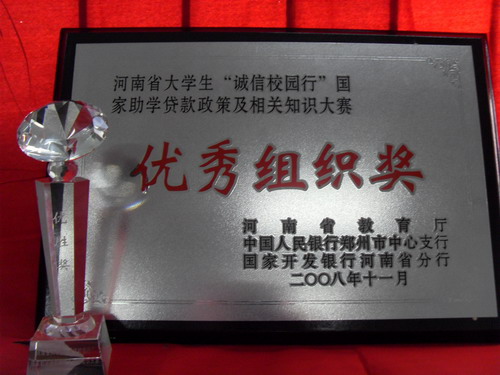 河南省大学生“诚信校园行”国
家助学贷款政策及相关知识大赛
优秀组织奖
河南省教育厅
中国人民银行郑州市中心支行
国家开发银行河南省分行
二〇〇八年十一月
优
奖